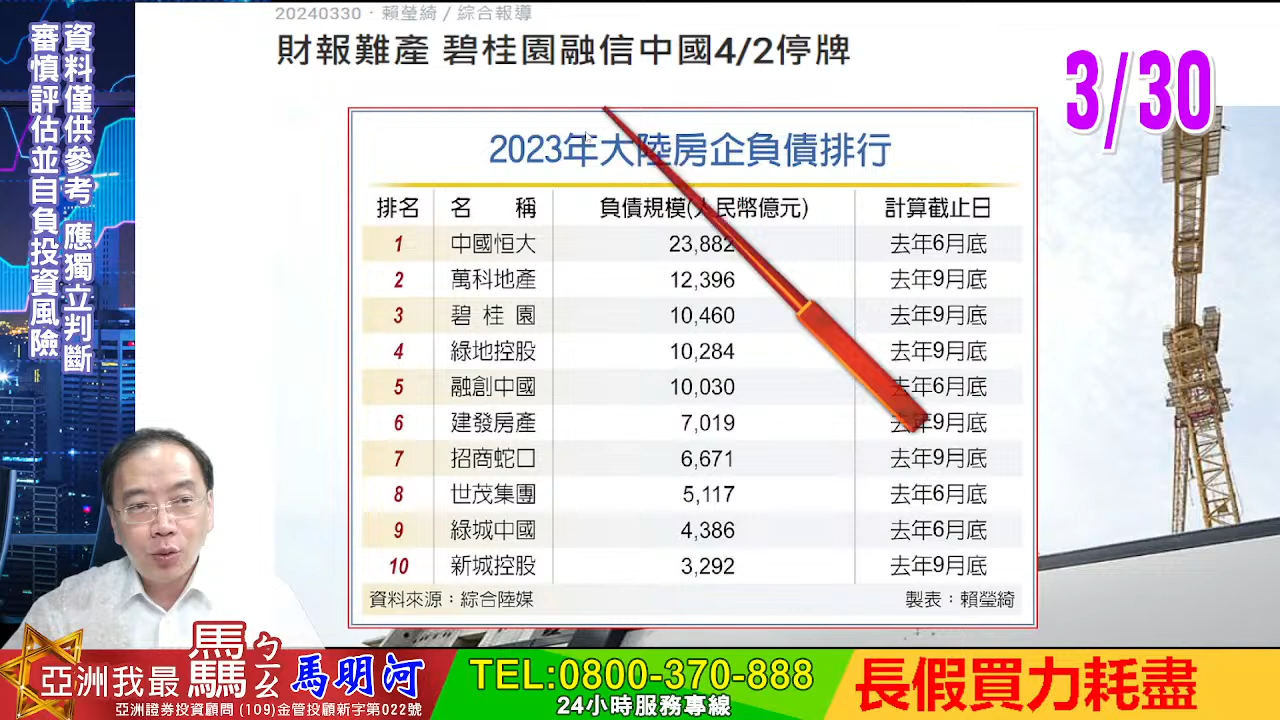 20240330・賴瑩綺／綜合報導
財報難產 碧桂園融信中國4/2停牌
3/30
資料僅供參考 應獨立判斷
審慎評估並自負投資風險
2023年大陸房企負債排行
排名 名稱 負債規模(人民幣億元) 計算截止日
1 中國恒大 23,882 去年6月底
2 萬科地產 12,396 去年9月底
3 碧桂園 10,460 去年9月底
4 綠地控股 10,284 去年9月底
5 融創中國 10,030 去年6月底
6 建發房產 7,019 去年9月底
7 招商蛇口 6,671 去年9月底
8 世茂集團 5,117 去年6月底
9 綠城中國 4,386 去年6月底
10 新城控股 3,292 去年9月底
資料來源：綜合陸媒 製表：賴瑩綺
亞洲我最馬驫ㄅㄧㄠ 馬明河
亞洲證券投資顧問 (109)金管投顧新字第022號
TEL:0800-370-888
24小時服務專線
長假買力耗盡